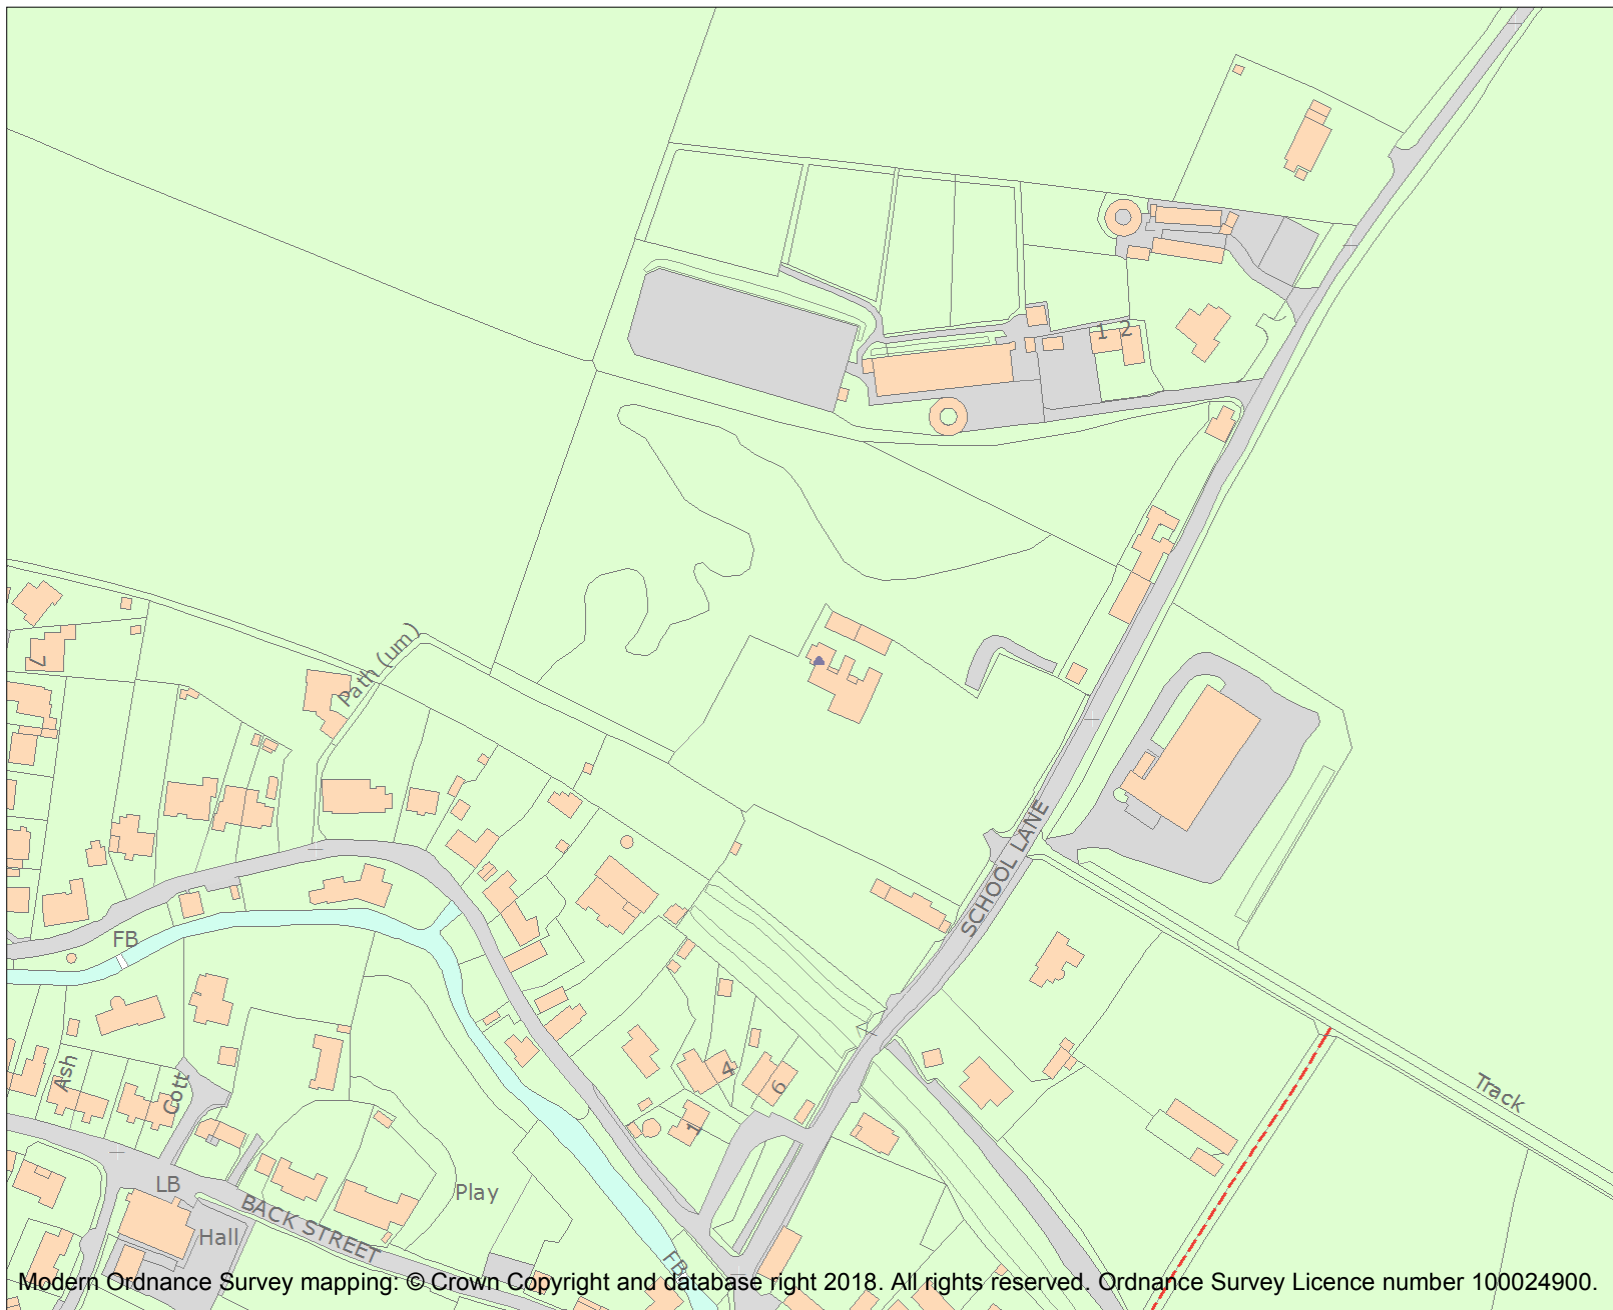 1 2
7
Path (um)
SCHOOL LANE
FB
Ash
Cott
4
6
1
Track
LB
Play
BACK STREET
Hall
FB
Modern Ordnance Survey mapping: © Crown Copyright and database right 2018. All rights reserved. Ordnance Survey Licence number 100024900.